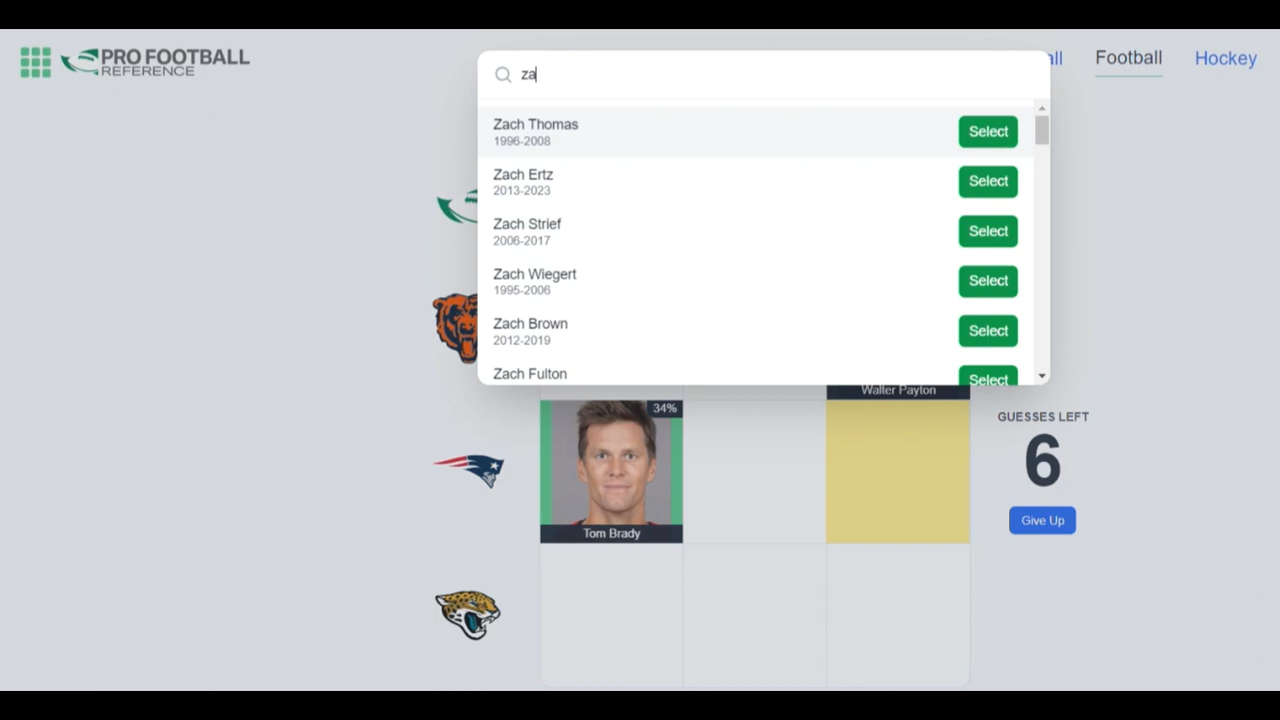 PRO FOOTBALL
REFERENCE
za
all
Football
Hockey
Zach Thomas
1996-2008
Select
Zach Ertz
2013-2023
Select
Zach Strief
2006-2017
Select
Zach Wiegert
1995-2006
Select
Zach Brown
2012-2019
Select
Zach Fulton
Select
Walter Payton
34%
Tom Brady
GUESSES LEFT
6
Give Up